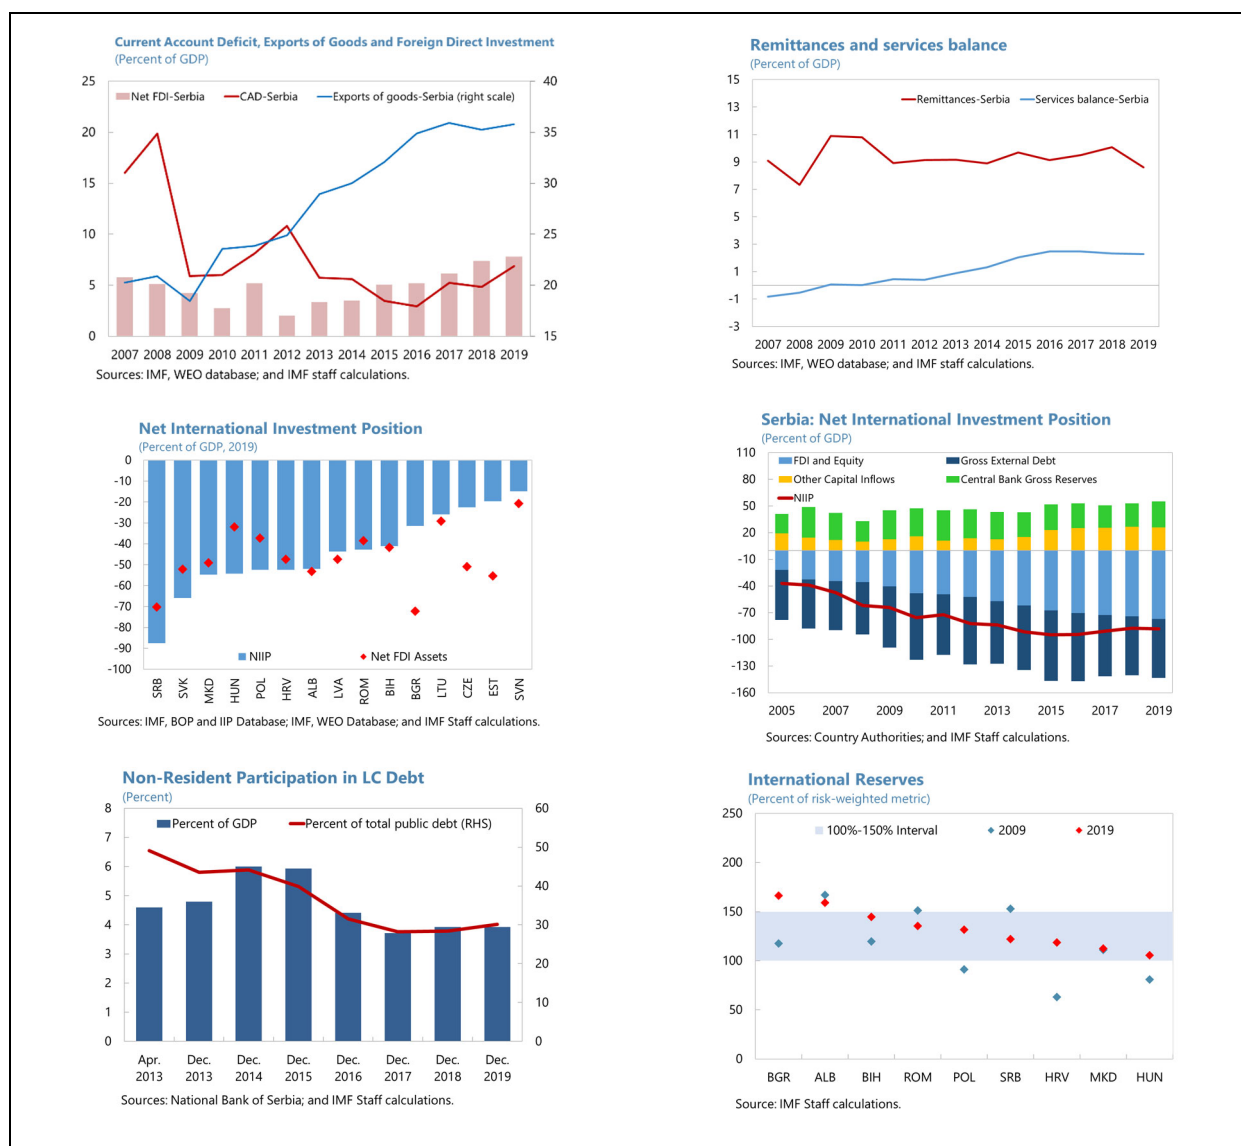 Current Account Deficit, Exports of Goods and Foreign Direct Investment
(Percent of GDP)
25
20
15
10
5
0
40
35
30
25
20
15
Net FDI-Serbia
CAD-Serbia
Exports of goods-Serbia (right scale)
2007 2008 2009 2010 2011 2012 2013 2014 2015 2016 2017 2018 2019
Sources: IMF, WEO database; and IMF staff calculations.
Remittances and services balance
(Percent of GDP)
15
13
11
9
7
5
3
1
-1
-3
Remittances-Serbia
Services balance-Serbia
2007 2008 2009 2010 2011 2012 2013 2014 2015 2016 2017 2018 2019
Sources: IMF, WEO database; and IMF staff calculations.
Net International Investment Position
(Percent of GDP, 2019)
0
-10
-20
-30
-40
-50
-60
-70
-80
-90
-100
NIIP
Net FDI Assets
SRB
SVK
MKD
HUN
POL
HRV
ALB
LVA
ROM
BIH
BGR
LTU
CZE
EST
SVN
Sources: IMF, BOP and IIP Database; IMF, WEO Database; and IMF Staff calculations.
Serbia: Net International Investment Position
(Percent of GDP)
110
80
50
20
-10
-40
-70
-100
-130
-160
FDI and Equity
Gross External Debt
Other Capital Inflows
Central Bank Gross Reserves
NIIP
2005 2007 2009 2011 2013 2015 2017 2019
Sources: Country Authorities; and IMF Staff calculations.
Non-Resident Participation in LC Debt
(Percent)
8
7
6
5
4
3
2
1
0
60
50
40
30
20
10
0
Percent of GDP
Percent of total public debt (RHS)
Apr. Dec. Dec. Dec. Dec. Dec. Dec. Dec.
2013 2013 2014 2015 2016 2017 2018 2019
Sources: National Bank of Serbia; and IMF Staff calculations.
International Reserves
(Percent of risk-weighted metric)
250
200
150
100
50
0
100%-150% Interval
2009
2019
BGR ALB BIH ROM POL SRB HRV MKD HUN
Source: IMF Staff calculations.